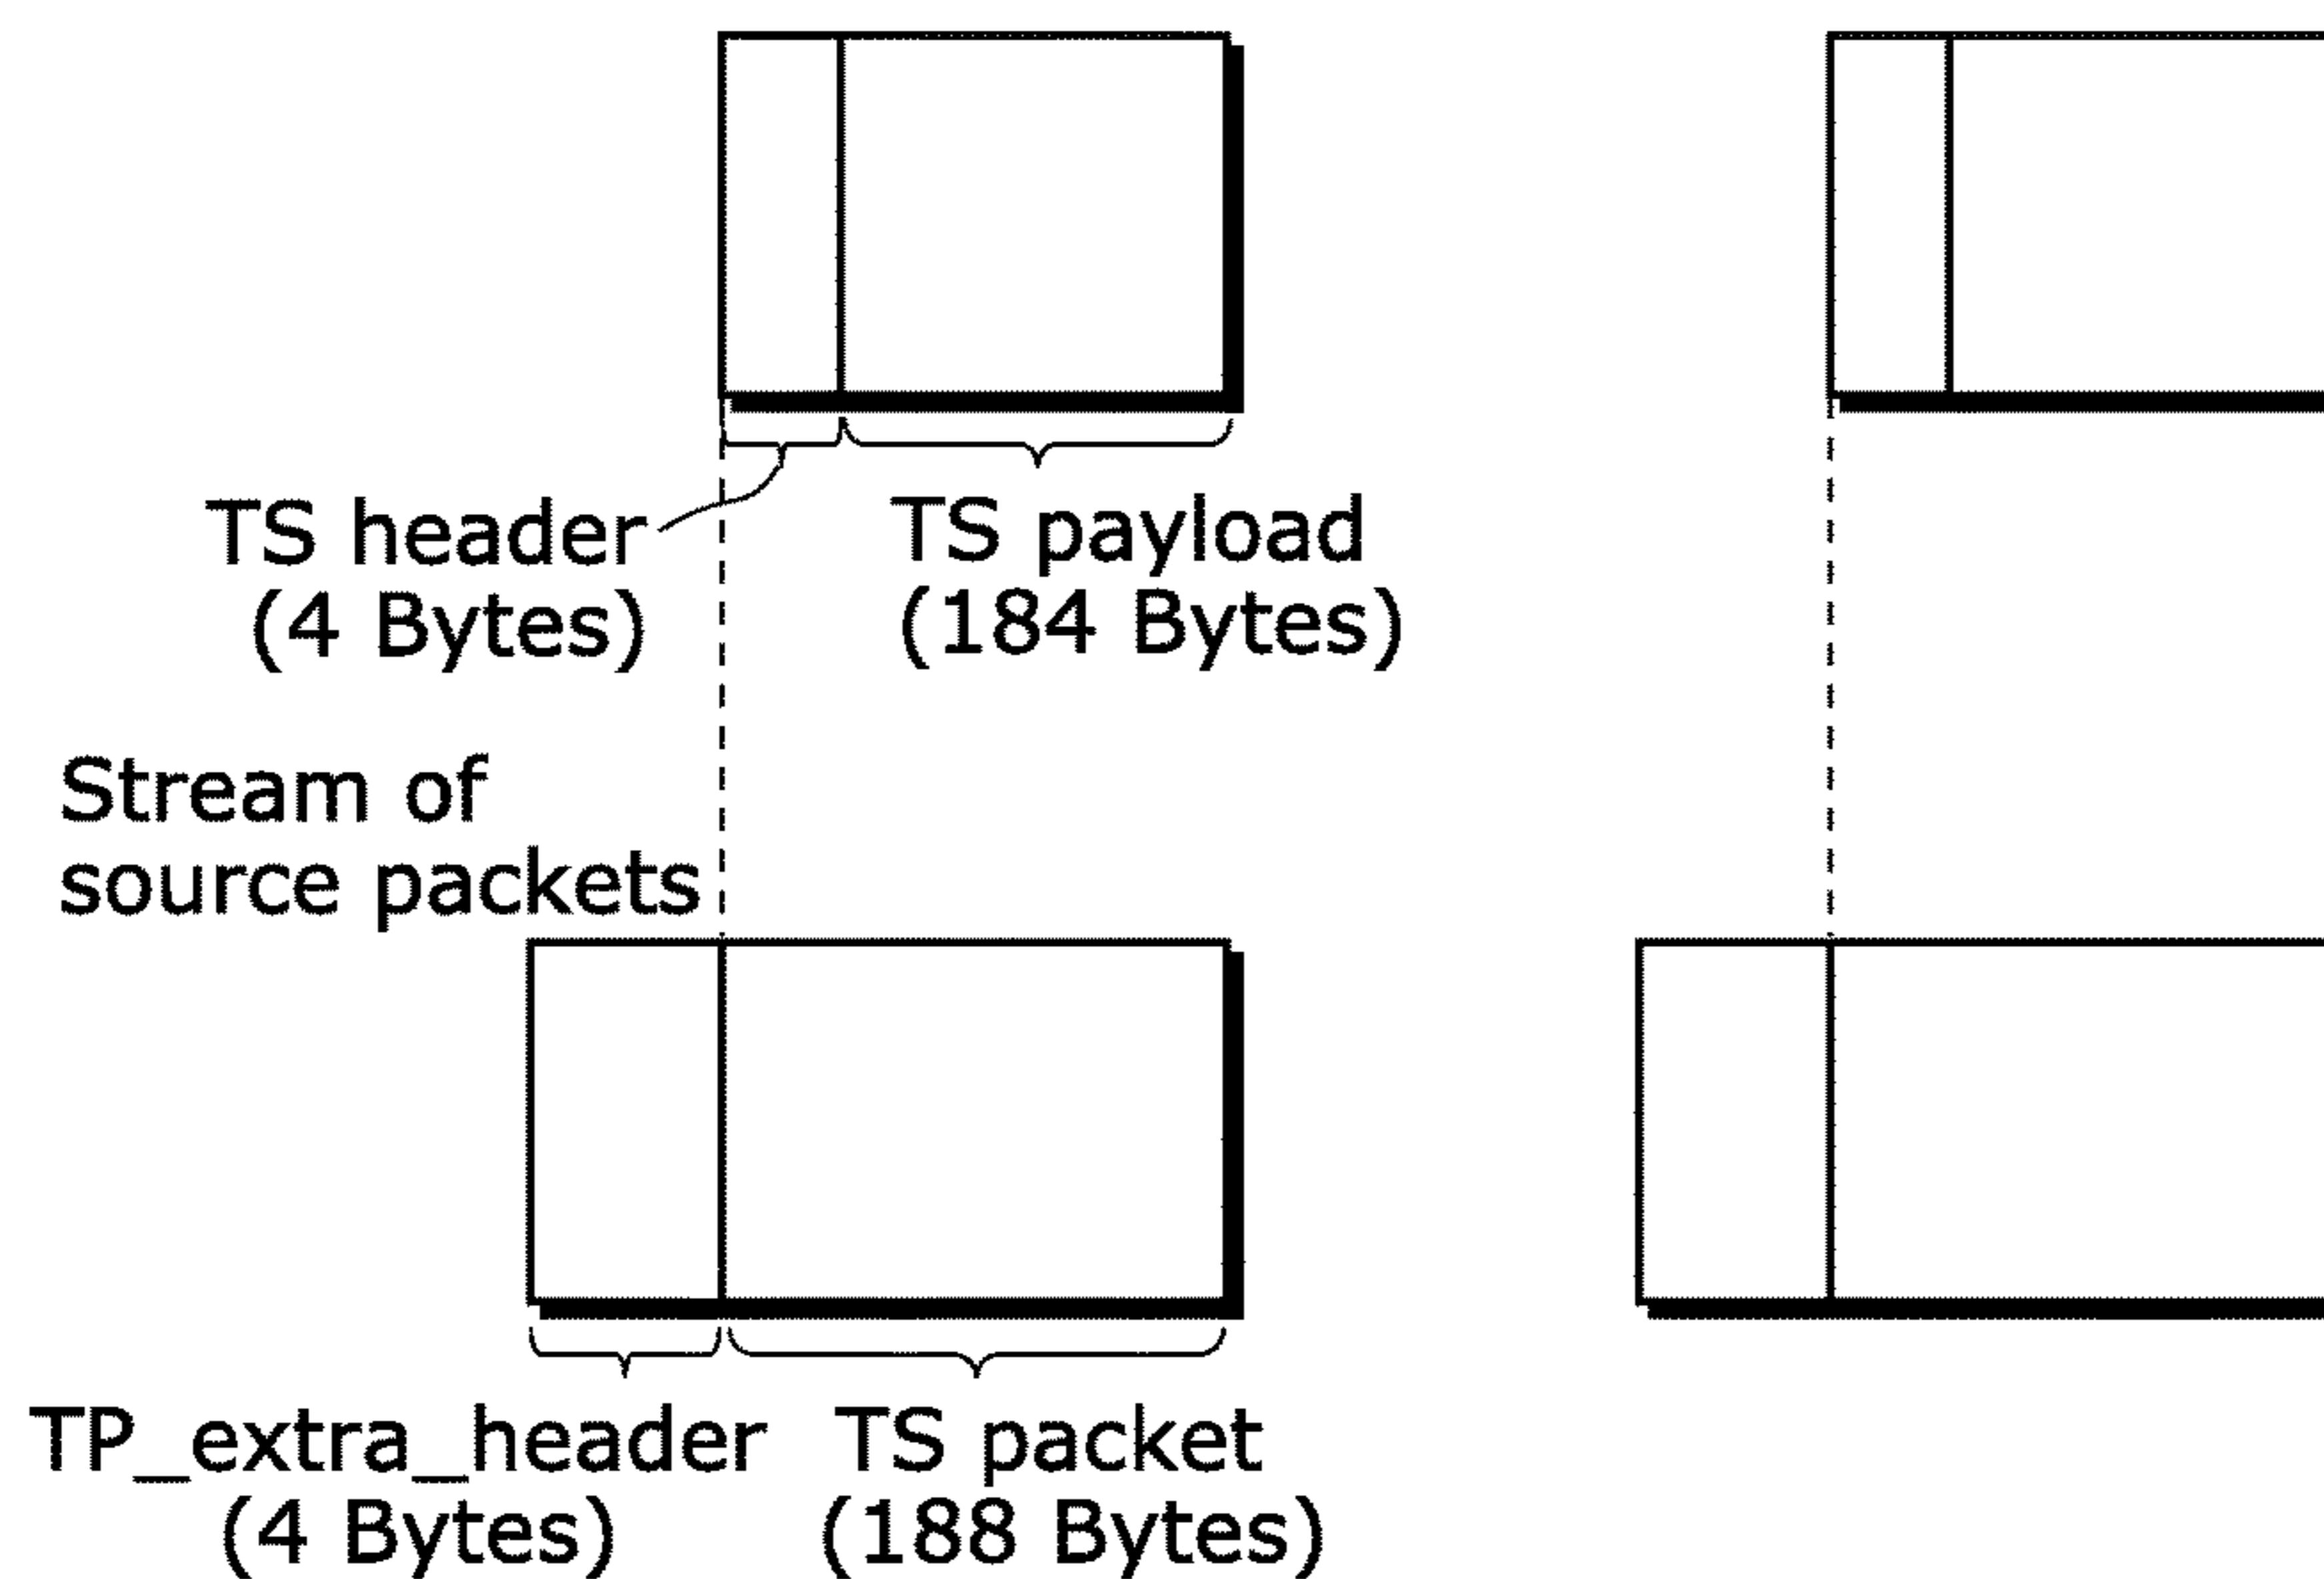 TS header
(4 Bytes)
TS payload
(184 Bytes)
Stream of
source packets
TP_extra_header
(4 Bytes)
TS packet
(188 Bytes)